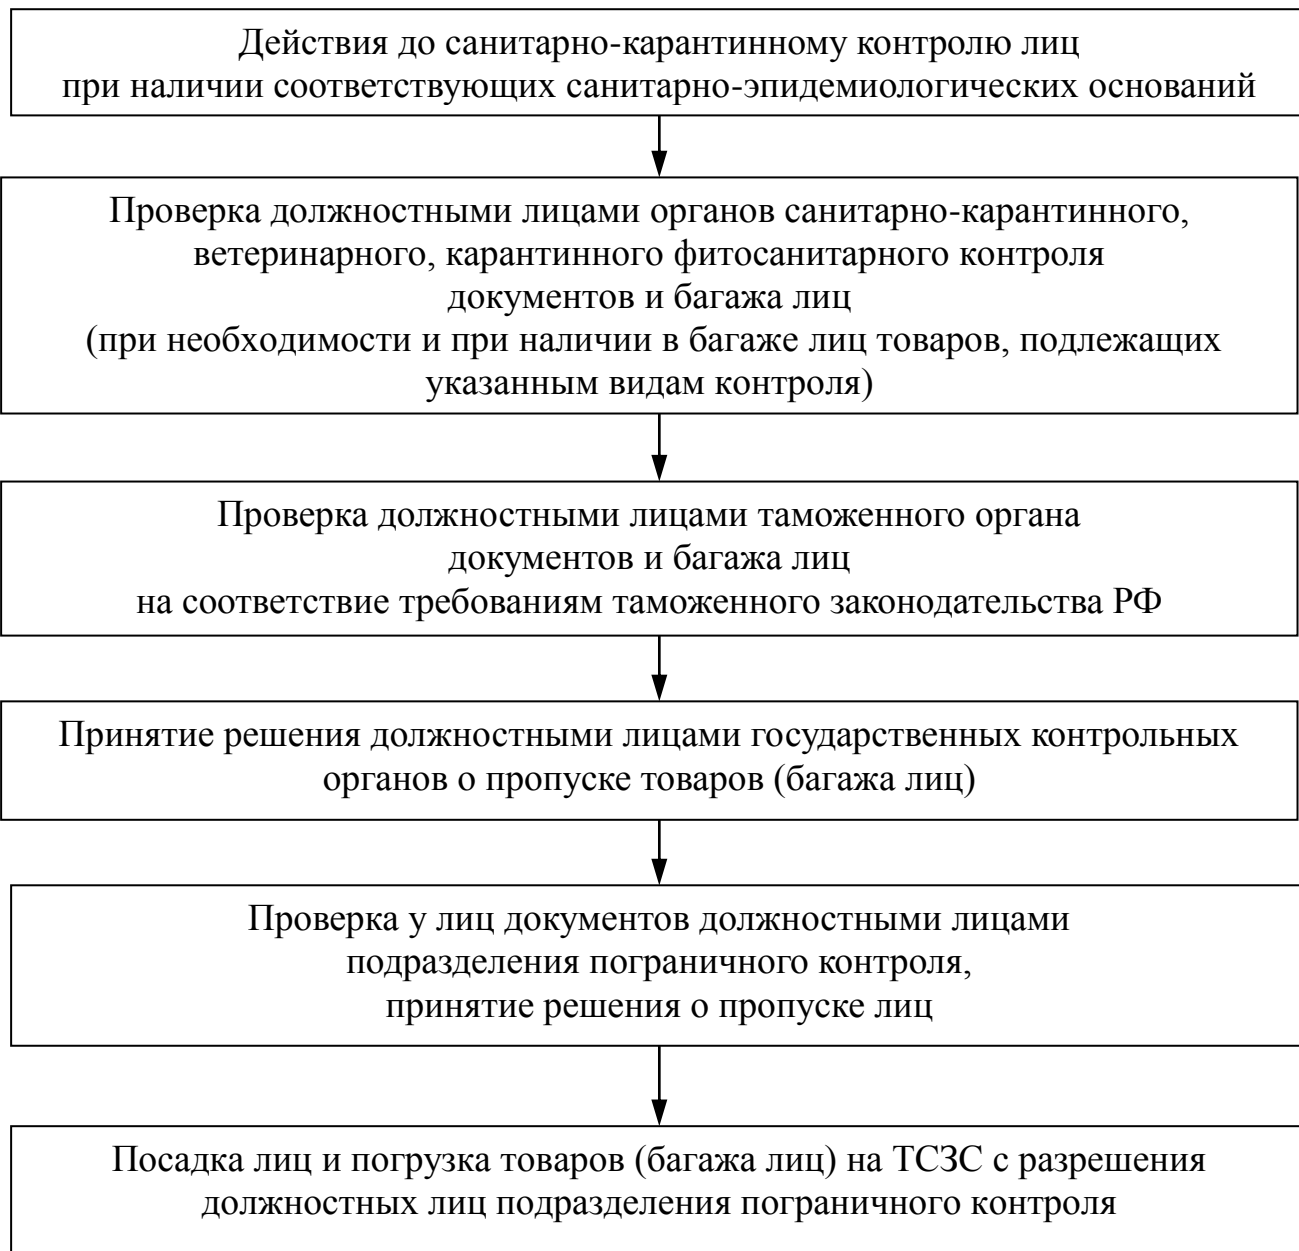 Действия до санитарно-карантинному контролю лиц
при наличии соответствующих санитарно-эпидемиологических оснований
Проверка должностными лицами органов санитарно-карантинного,
ветеринарного, карантинного фитосанитарного контроля
документов и багажа лиц
(при необходимости и при наличии в багаже лиц товаров, подлежащих
указанным видам контроля)
Проверка должностными лицами таможенного органа
документов и багажа лиц
на соответствие требованиям таможенного законодательства РФ
Принятие решения должностными лицами государственных контрольных
органов о пропуске товаров (багажа лиц)
Проверка у лиц документов должностными лицами
подразделения пограничного контроля,
принятие решения о пропуске лиц
Посадка лиц и погрузка товаров (багажа лиц) на ТСЗС с разрешения
должностных лиц подразделения пограничного контроля